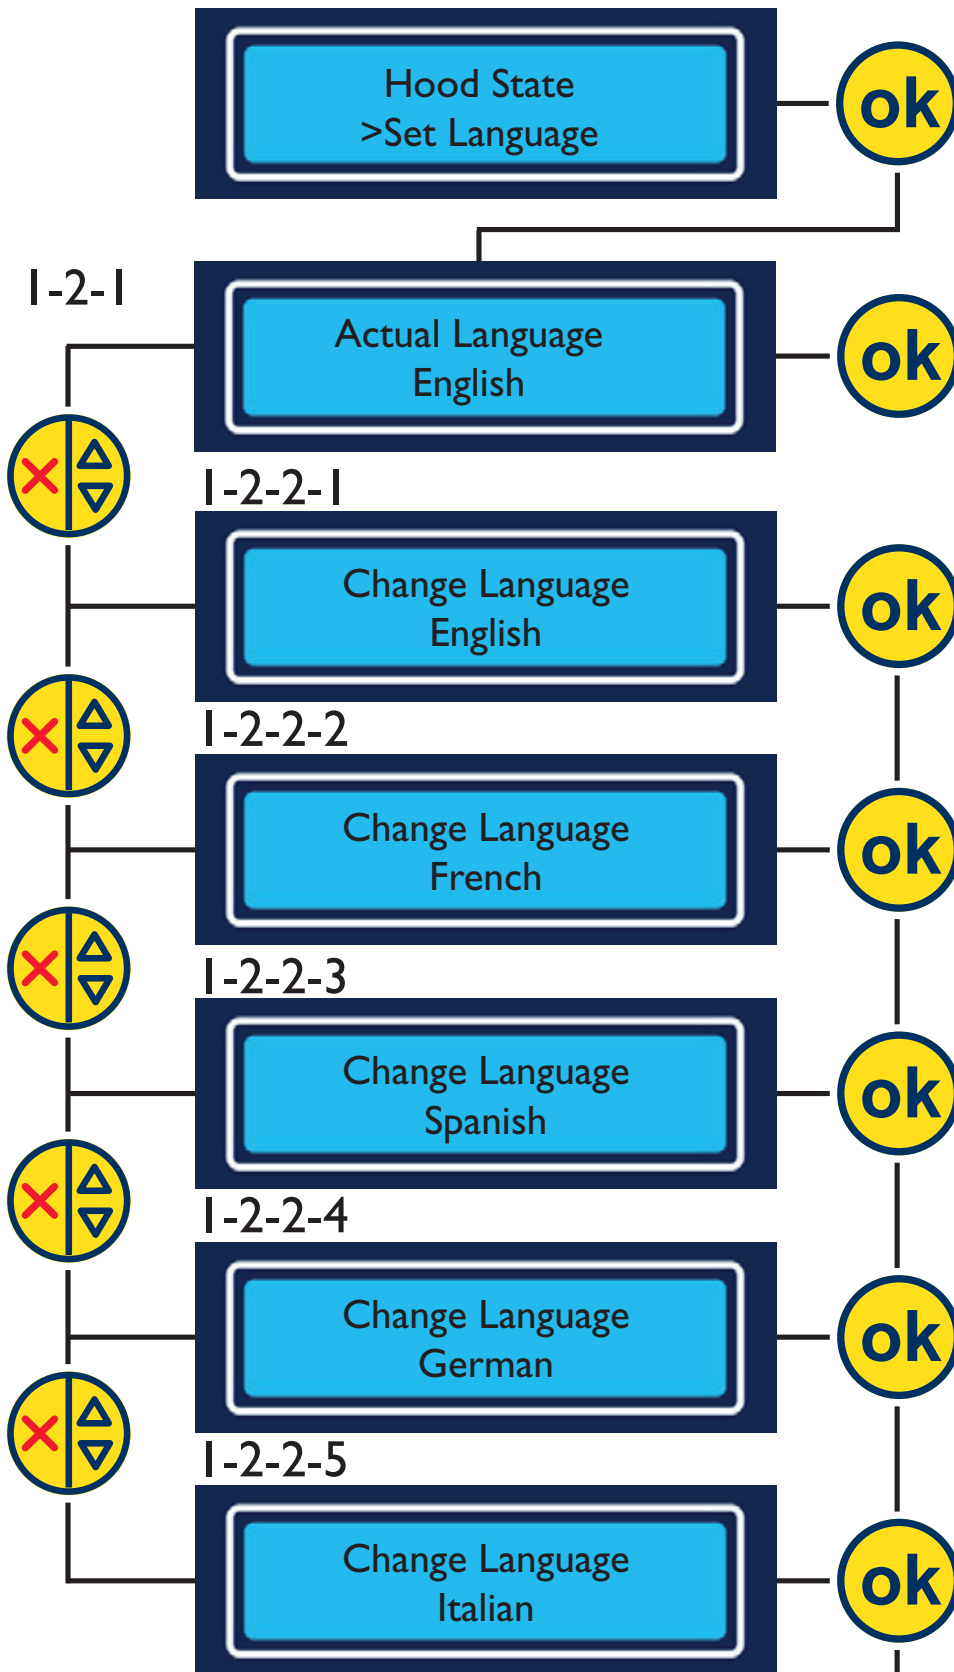 Hood State
>Set Language
ok
1-2-1
Actual Language
English
ok
1-2-2-1
Change Language
English
ok
1-2-2-2
Change Language
French
ok
1-2-2-3
Change Language
Spanish
ok
1-2-2-4
Change Language
German
ok
1-2-2-5
Change Language
Italian
ok